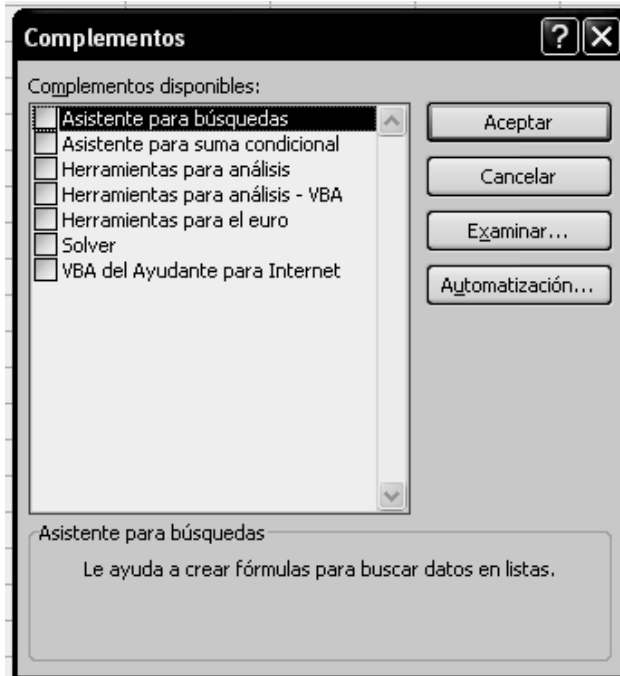 Complementos
Complementos disponibles:
Asistente para búsquedas
Asistente para suma condicional
Herramientas para análisis
Herramientas para análisis - VBA
Herramientas para el euro
Solver
VBA del Ayudante para Internet
Aceptar
Cancelar
Examinar...
Automatización...
Asistente para búsquedas
Le ayuda a crear fórmulas para buscar datos en listas.